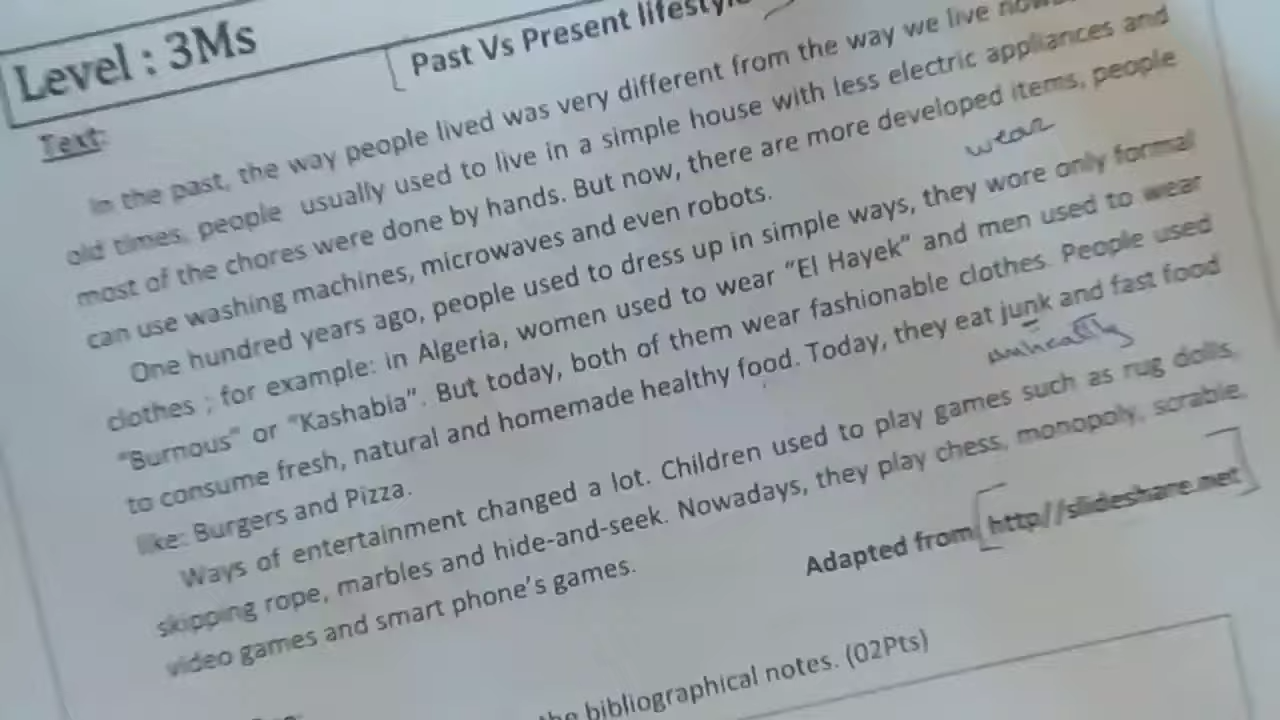 Level : 3Ms
Past Vs Present lifestyle
Text:
In the past, the way people lived was very different from the way we live
old times, people usually used to live in a simple house with less electric appliances and
most of the chores were done by hands. But now, there are more developed items, people
can use washing machines, microwaves and even robots.
wear
One hundred years ago, people used to dress up in simple ways, they wore only formal
clothes ; for example: in Algeria, women used to wear “El Hayek” and men used to wear
“Burnous” or “Kashabia”. But today, both of them wear fashionable clothes. People used
to consume fresh, natural and homemade healthy food. Today, they eat junk and fast food
like: Burgers and Pizza.
Ways of entertainment changed a lot. Children used to play games such as rug dolls,
skipping rope, marbles and hide-and-seek. Nowadays, they play chess, monopoly, scrable,
video games and smart phone’s games.
Adapted from http//slideshare.net
the bibliographical notes. (02Pts)